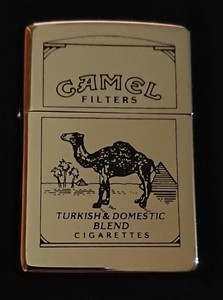 CAMEL
FILTERS
TURKISH & DOMESTIC
BLEND
CIGARETTES